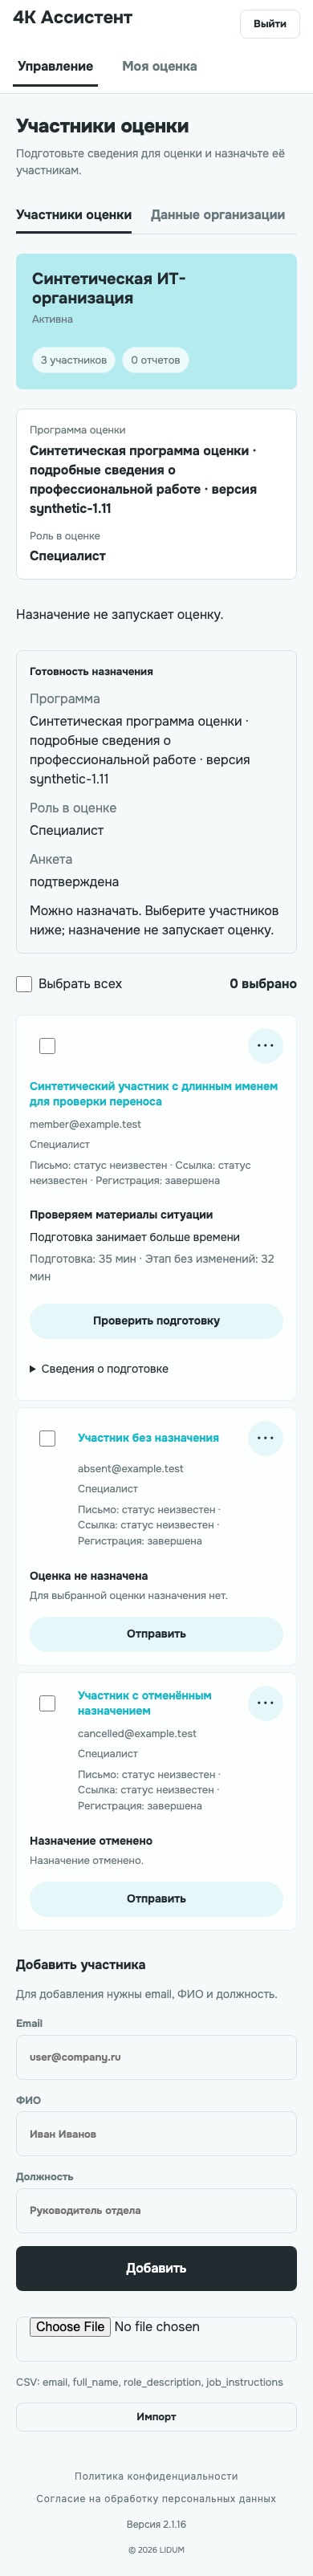 4К Ассистент
Выйти
Управление
Моя оценка
Участники оценки
Подготовьте сведения для оценки и назначьте её
участникам.
Участники оценки
Данные организации
Синтетическая ИТ-
организация
Активна
3 участников
0 отчетов
Программа оценки
Синтетическая программа оценки ·
подробные сведения о
профессиональной работе · версия
synthetic-1.11
Роль в оценке
Специалист
Назначение не запускает оценку.
Готовность назначения
Программа
Синтетическая программа оценки ·
подробные сведения о
профессиональной работе · версия
synthetic-1.11
Роль в оценке
Специалист
Анкета
подтверждена
Можно назначать. Выберите участников
ниже; назначение не запускает оценку.
Выбрать всех
0 выбрано
Синтетический участник с длинным именем
для проверки переноса
member@example.test
Специалист
Письмо: статус неизвестен · Ссылка: статус
неизвестен · Регистрация: завершена
Проверяем материалы ситуации
Подготовка занимает больше времени
Подготовка: 35 мин · Этап без изменений: 32
мин
Проверить подготовку
Сведения о подготовке
Участник без назначения
absent@example.test
Специалист
Письмо: статус неизвестен ·
Ссылка: статус неизвестен ·
Регистрация: завершена
Оценка не назначена
Для выбранной оценки назначения нет.
Отправить
Участник с отменённым
назначением
cancelled@example.test
Специалист
Письмо: статус неизвестен ·
Ссылка: статус неизвестен ·
Регистрация: завершена
Назначение отменено
Назначение отменено.
Отправить
Добавить участника
Для добавления нужны email, ФИО и должность.
Email
user@company.ru
ФИО
Иван Иванов
Должность
Руководитель отдела
Добавить
Choose File No file chosen
CSV: email, full_name, role_description, job_instructions
Импорт
Политика конфиденциальности
Согласие на обработку персональных данных
Версия 2.1.16
© 2026 LIDUM